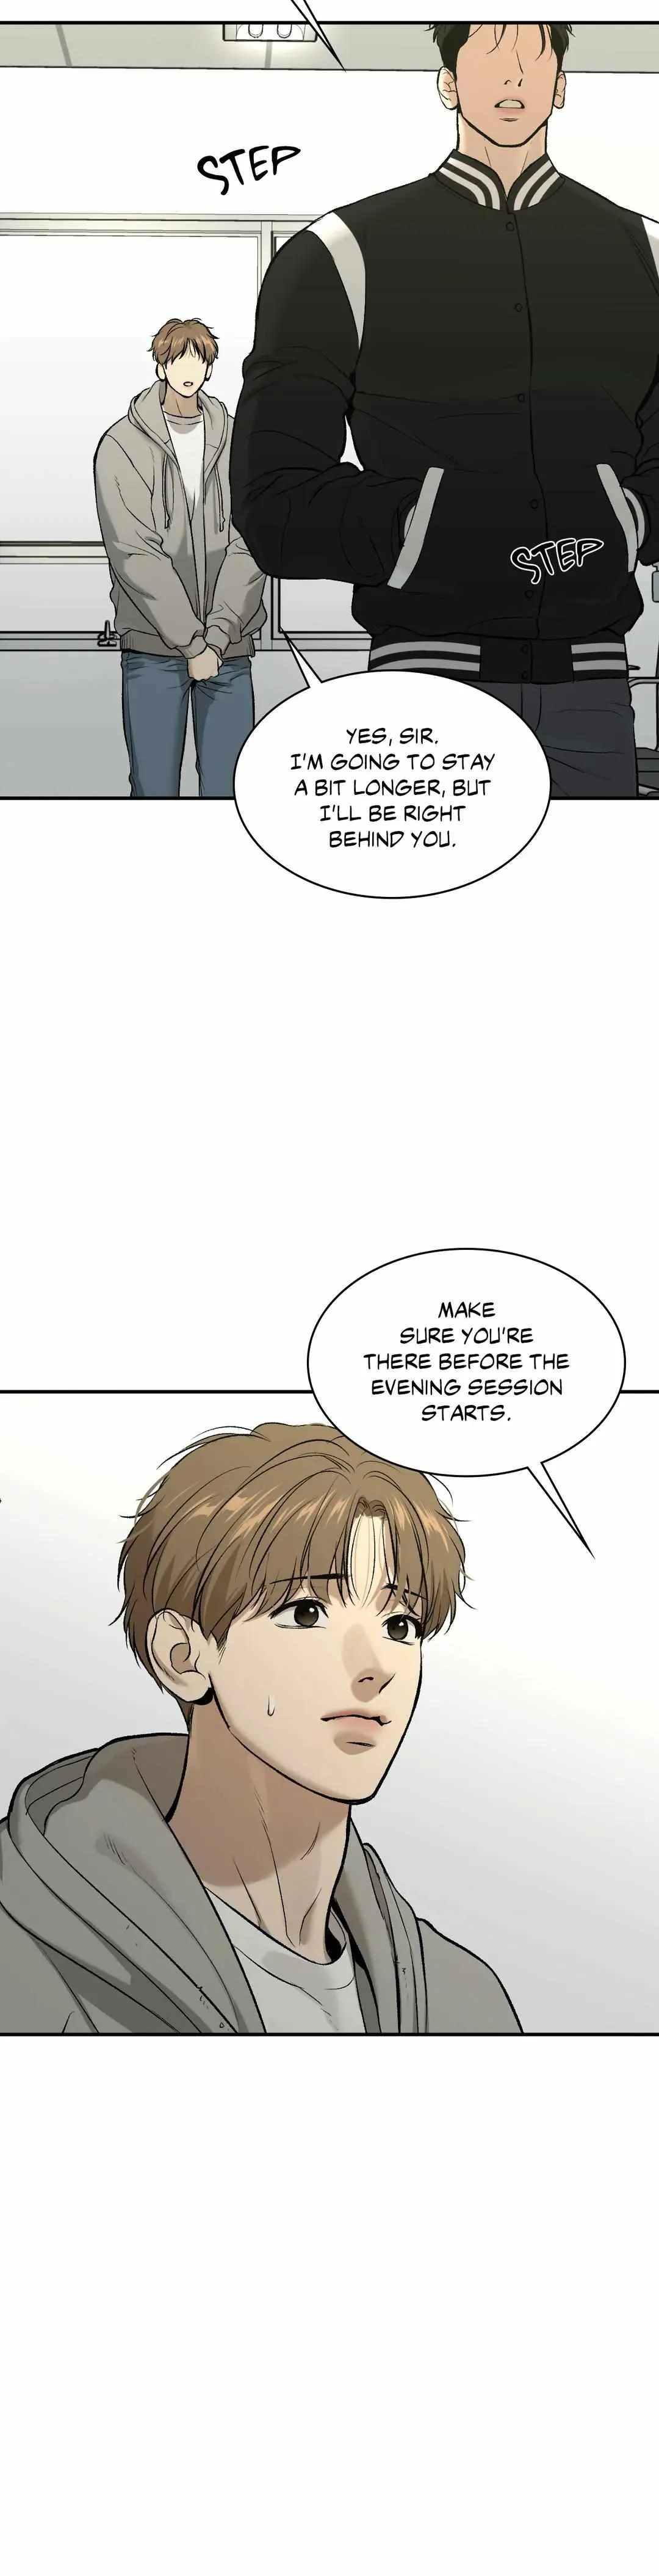 STEP
STEP
YES, SIR.
I'M GOING TO STAY
A BIT LONGER, BUT
I'LL BE RIGHT
BEHIND YOU.
MAKE
SURE YOU'RE
THERE BEFORE THE
EVENING SESSION
STARTS.